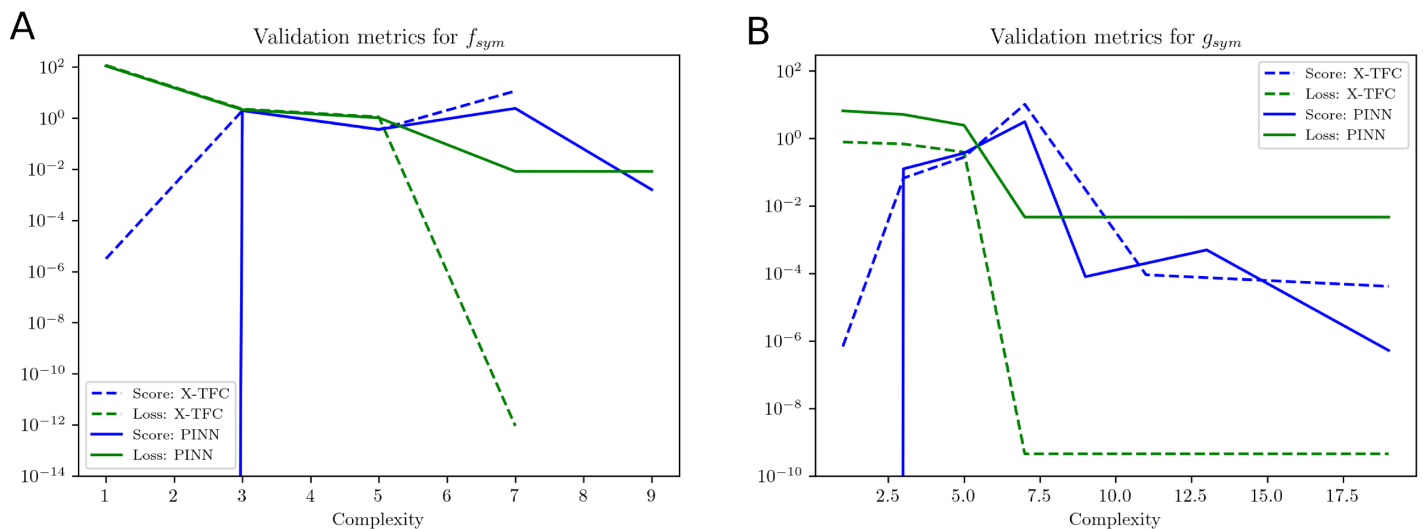 A
Validation metrics for f_sym
10^2
10^0
10^-2
10^-4
10^-6
10^-8
10^-10
10^-12
10^-14
Score: X-TFC
Loss: X-TFC
Score: PINN
Loss: PINN
1 2 3 4 5 6 7 8 9
Complexity
B
Validation metrics for g_sym
10^2
10^0
10^-2
10^-4
10^-6
10^-8
10^-10
Score: X-TFC
Loss: X-TFC
Score: PINN
Loss: PINN
2.5 5.0 7.5 10.0 12.5 15.0 17.5
Complexity